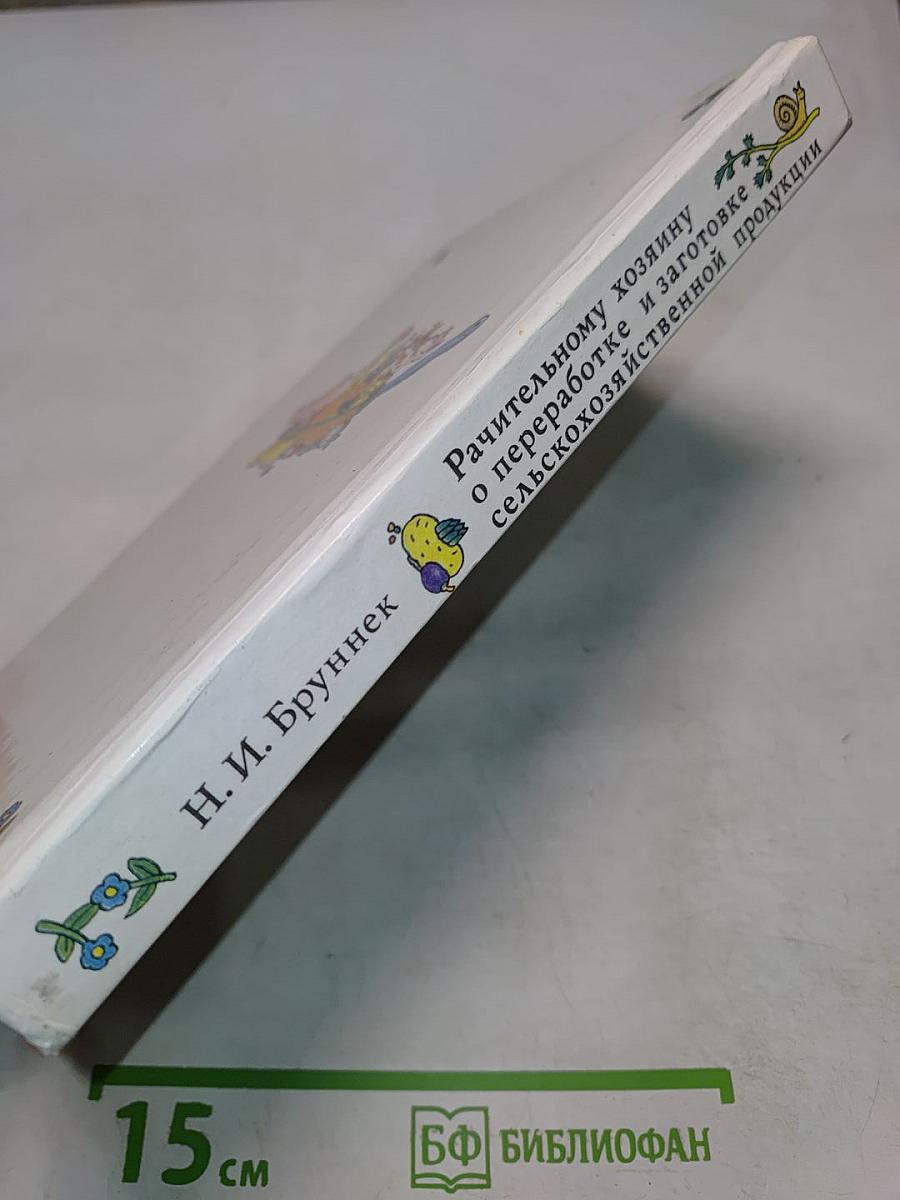 Н. И. Бруннек
Рачительному хозяину
о переработке и заготовке
сельскохозяйственной продукции
15 см
БФ БИБЛИОФАН